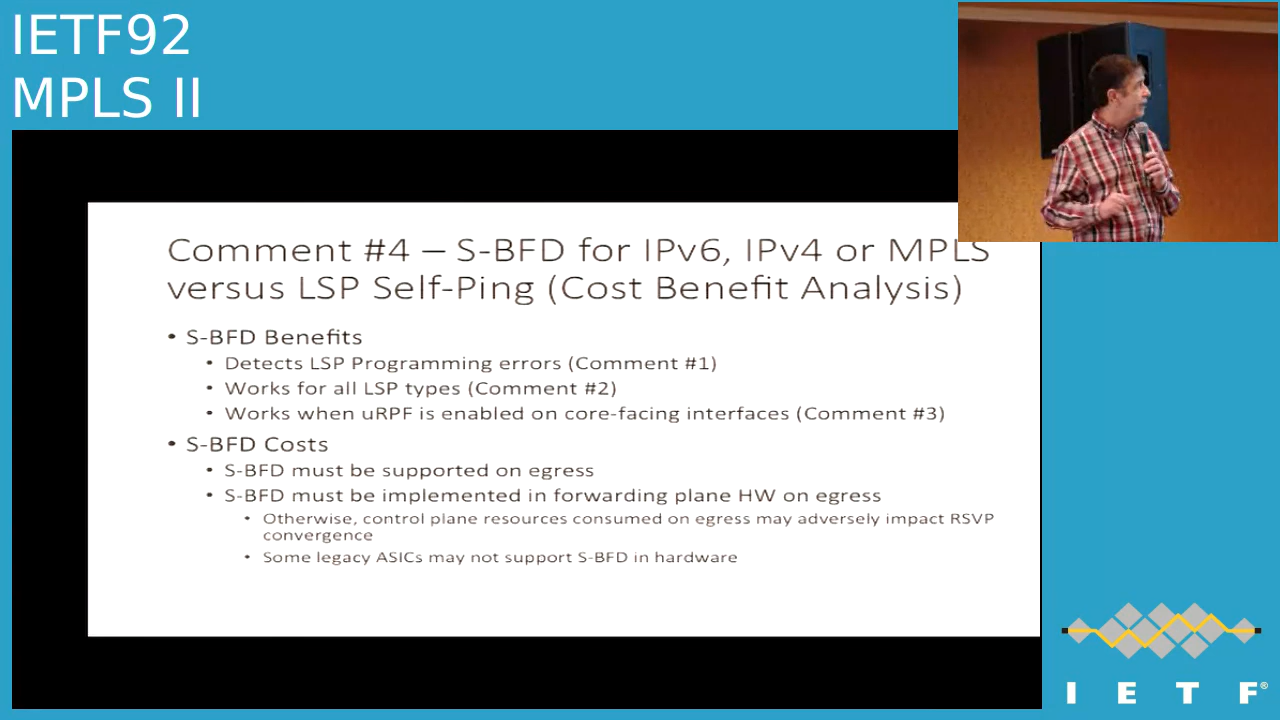 IETF92
MPLS II
Comment #4 – S-BFD for IPv6, IPv4 or MPLS
versus LSP Self-Ping (Cost Benefit Analysis)
• S-BFD Benefits
• Detects LSP Programming errors (Comment #1)
• Works for all LSP types (Comment #2)
• Works when uRPF is enabled on core-facing interfaces (Comment #3)
• S-BFD Costs
• S-BFD must be supported on egress
• S-BFD must be implemented in forwarding plane HW on egress
• Otherwise, control plane resources consumed on egress may adversely impact RSVP
convergence
• Some legacy ASICs may not support S-BFD in hardware
I E T F®